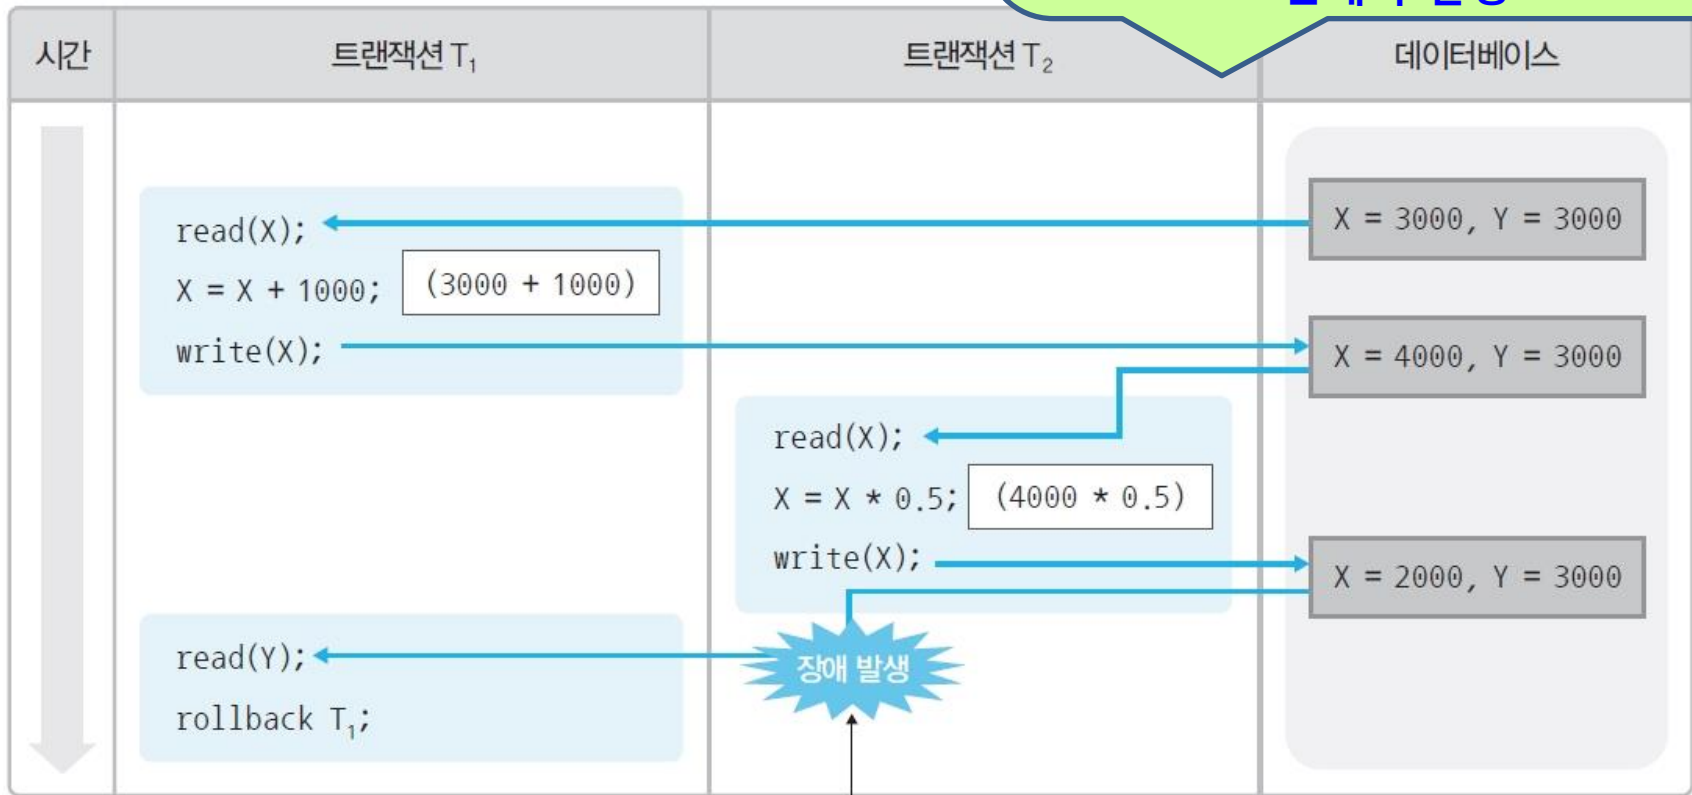 시간
트랜잭션 T₁
트랜잭션 T₂
데이터베이스
X = 3000, Y = 3000
read(X);
X = X + 1000;
(3000 + 1000)
write(X);
X = 4000, Y = 3000
read(X);
X = X * 0.5;
(4000 * 0.5)
write(X);
X = 2000, Y = 3000
read(Y);
장애 발생
rollback T₁;